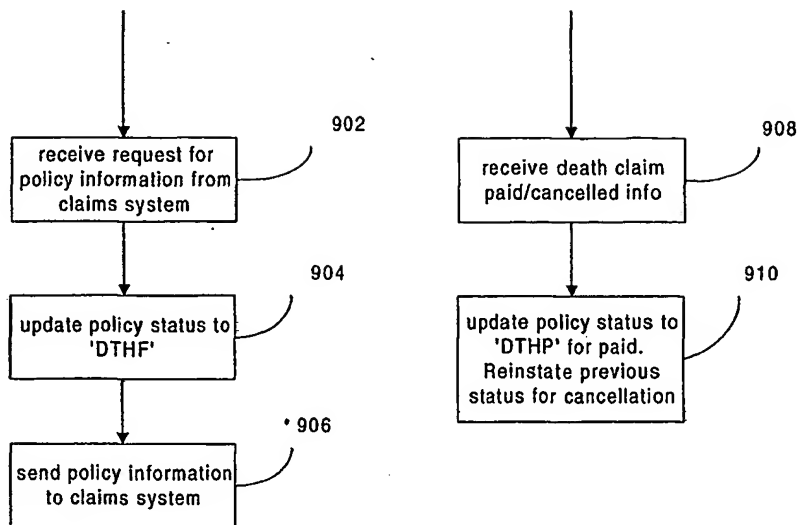 902
receive request for
policy information from
claims system
904
update policy status to
'DTHF'
906
send policy information
to claims system
908
receive death claim
paid/cancelled info
910
update policy status to
'DTHP' for paid.
Reinstate previous
status for cancellation